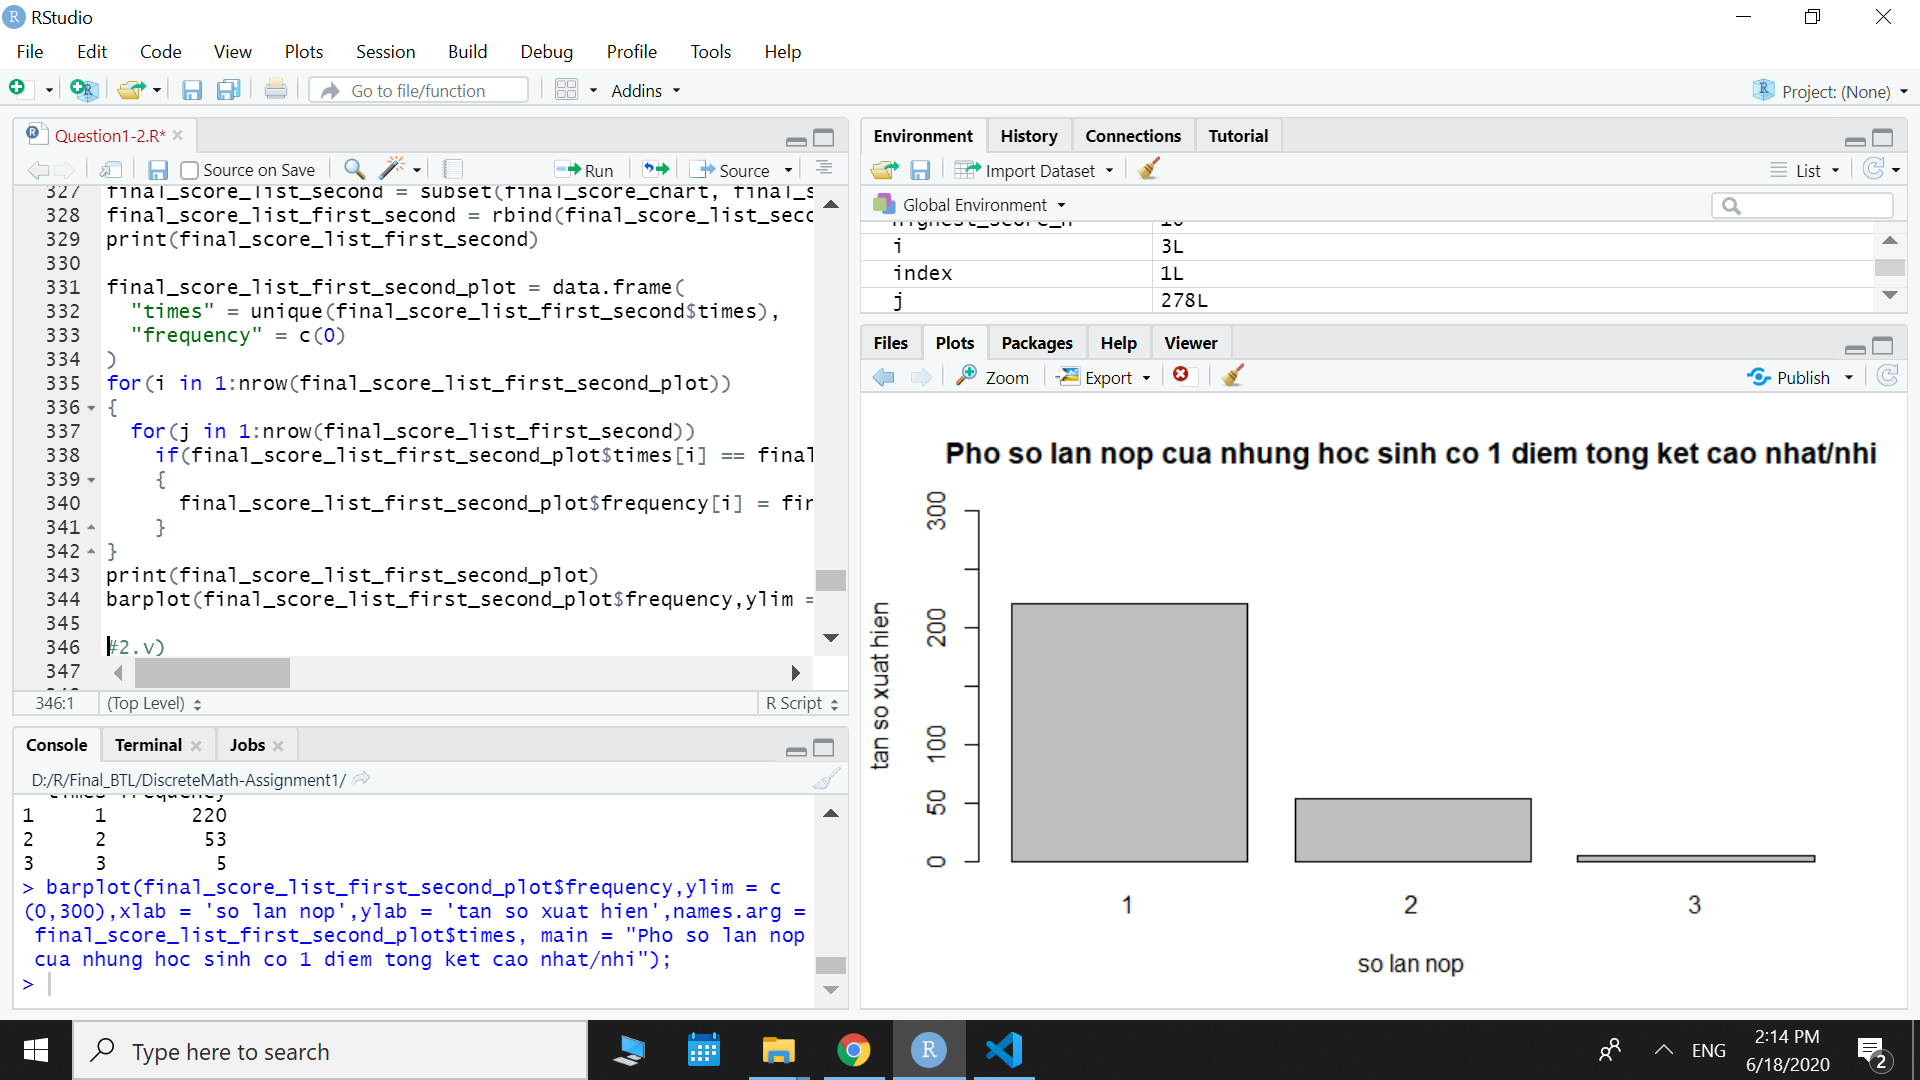 RStudio
File Edit Code View Plots Session Build Debug Profile Tools Help
Go to file/function Addins Project: (None)
Question1-2.R*
Source on Save Run Source
327 final_score_list_second = subset(final_score_chart, final_s
328 final_score_list_first_second = rbind(final_score_list_seco
329 print(final_score_list_first_second)
330
331 final_score_list_first_second_plot = data.frame(
332 "times" = unique(final_score_list_first_second$times),
333 "frequency" = c(0)
334 )
335 for(i in 1:nrow(final_score_list_first_second_plot))
336 {
337 for(j in 1:nrow(final_score_list_first_second))
338 if(final_score_list_first_second_plot$times[i] == final
339 {
340 final_score_list_first_second_plot$frequency[i] = fin
341 }
342 }
343 print(final_score_list_first_second_plot)
344 barplot(final_score_list_first_second_plot$frequency,ylim =
345
346 #2.v)
347
346:1 (Top Level) R Script
Console Terminal Jobs
D:/R/Final_BTL/DiscreteMath-Assignment1/
times frequency
1 1 220
2 2 53
3 3 5
> barplot(final_score_list_first_second_plot$frequency,ylim = c
(0,300),xlab = 'so lan nop',ylab = 'tan so xuat hien',names.arg =
final_score_list_first_second_plot$times, main = "Pho so lan nop
cua nhung hoc sinh co 1 diem tong ket cao nhat/nhi");
>
Environment History Connections Tutorial
Import Dataset List
Global Environment
highest_score_n 10
i 3L
index 1L
j 278L
Files Plots Packages Help Viewer
Zoom Export Publish
Pho so lan nop cua nhung hoc sinh co 1 diem tong ket cao nhat/nhi
tan so xuat hien
300
200
100
50
0
1 2 3
so lan nop
Type here to search
R
ENG
2:14 PM
6/18/2020
2